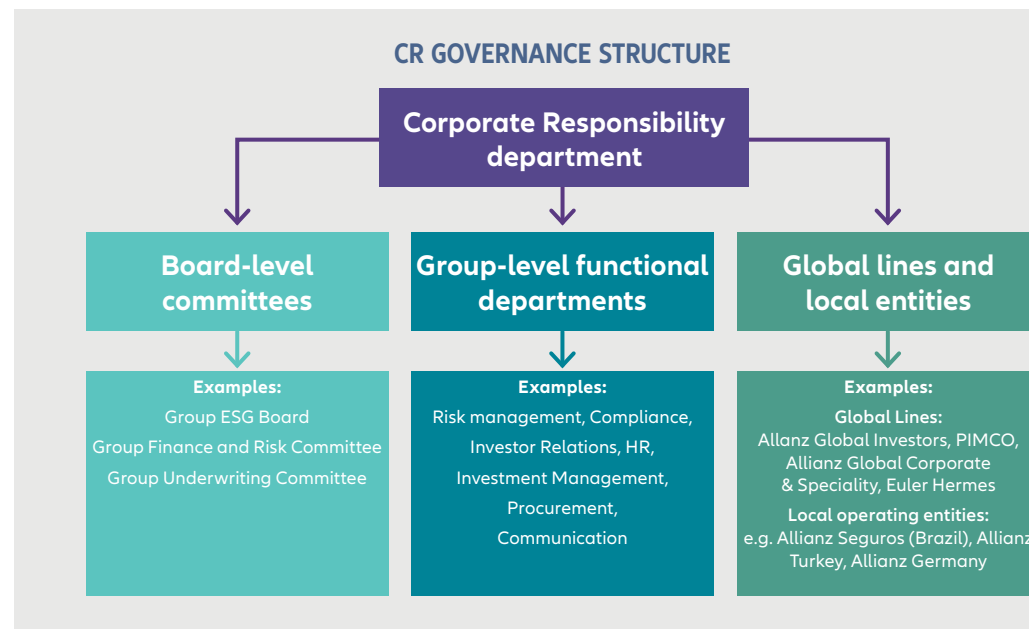 CR GOVERNANCE STRUCTURE
Corporate Responsibility
department
Board-level
committees
Examples:
Group ESG Board
Group Finance and Risk Committee
Group Underwriting Committee
Group-level functional
departments
Examples:
Risk management, Compliance,
Investor Relations, HR,
Investment Management,
Procurement,
Communication
Global lines and
local entities
Examples:
Global Lines:
Allanz Global Investors, PIMCO,
Allianz Global Corporate
& Speciality, Euler Hermes
Local operating entities:
e.g. Allianz Seguros (Brazil), Allianz
Turkey, Allianz Germany